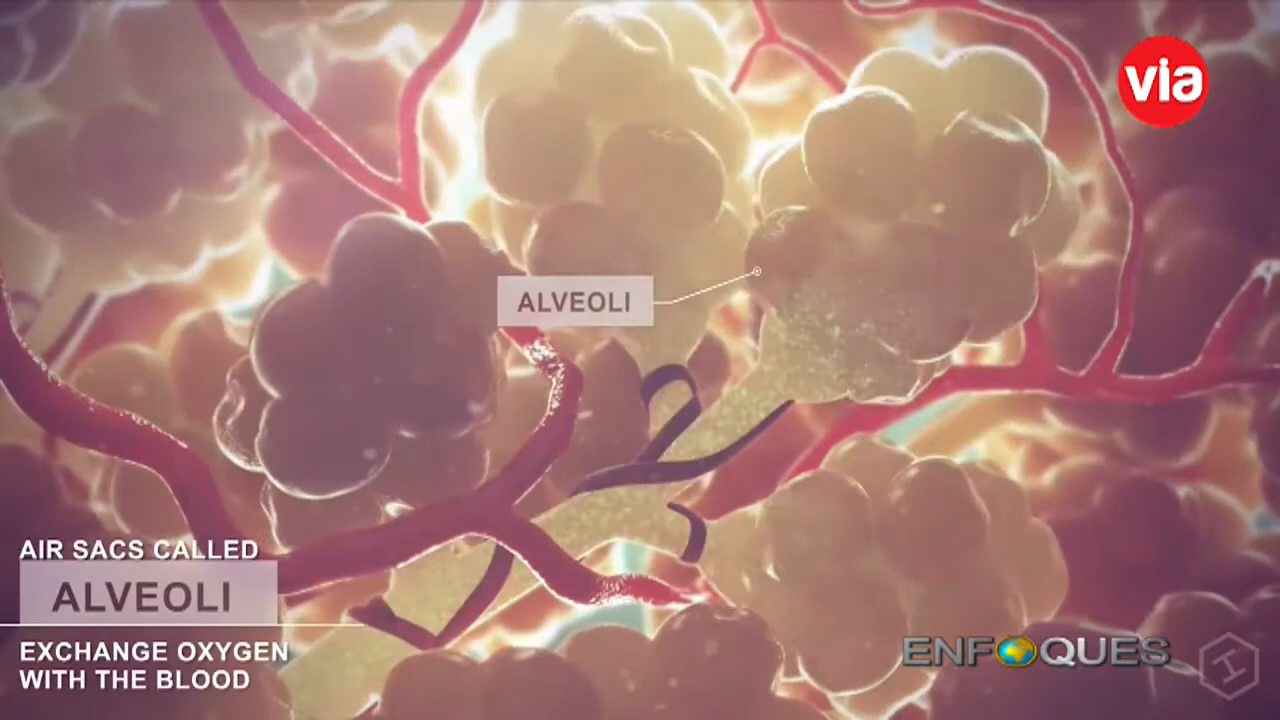 via
ALVEOLI
AIR SACS CALLED
ALVEOLI
EXCHANGE OXYGEN
WITH THE BLOOD
ENFOQUES